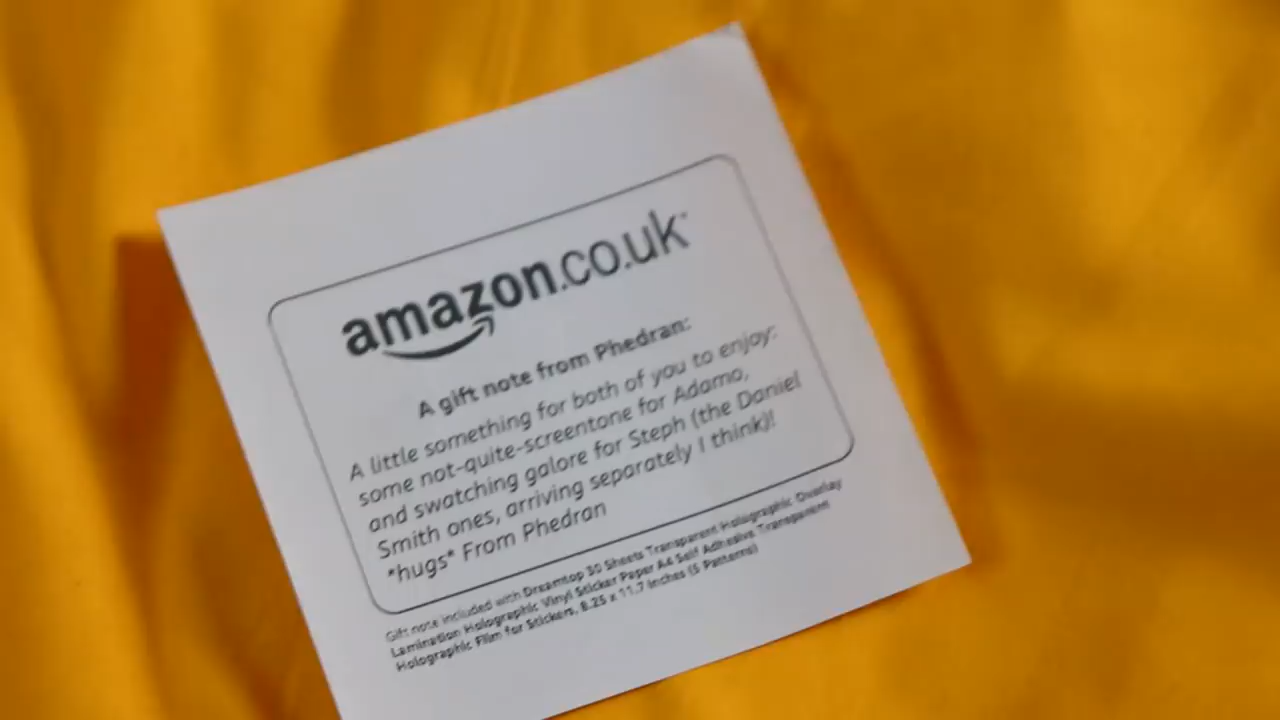 amazon.co.uk
A gift note from Phedran:
A little something for both of you to enjoy:
some not-quite-screentone for Adamo,
and swatching galore for Steph (the Daniel
Smith ones, arriving separately I think)!
*hugs* From Phedran
Gift note included with Dreamtop 30 Sheets Transparent Holographic Overlay
Lamination Holographic Vinyl Sticker Paper A4 Self Adhesive Transparent
Holographic Film for Stickers, 8.25 x 11.7 Inches (5 Patterns)